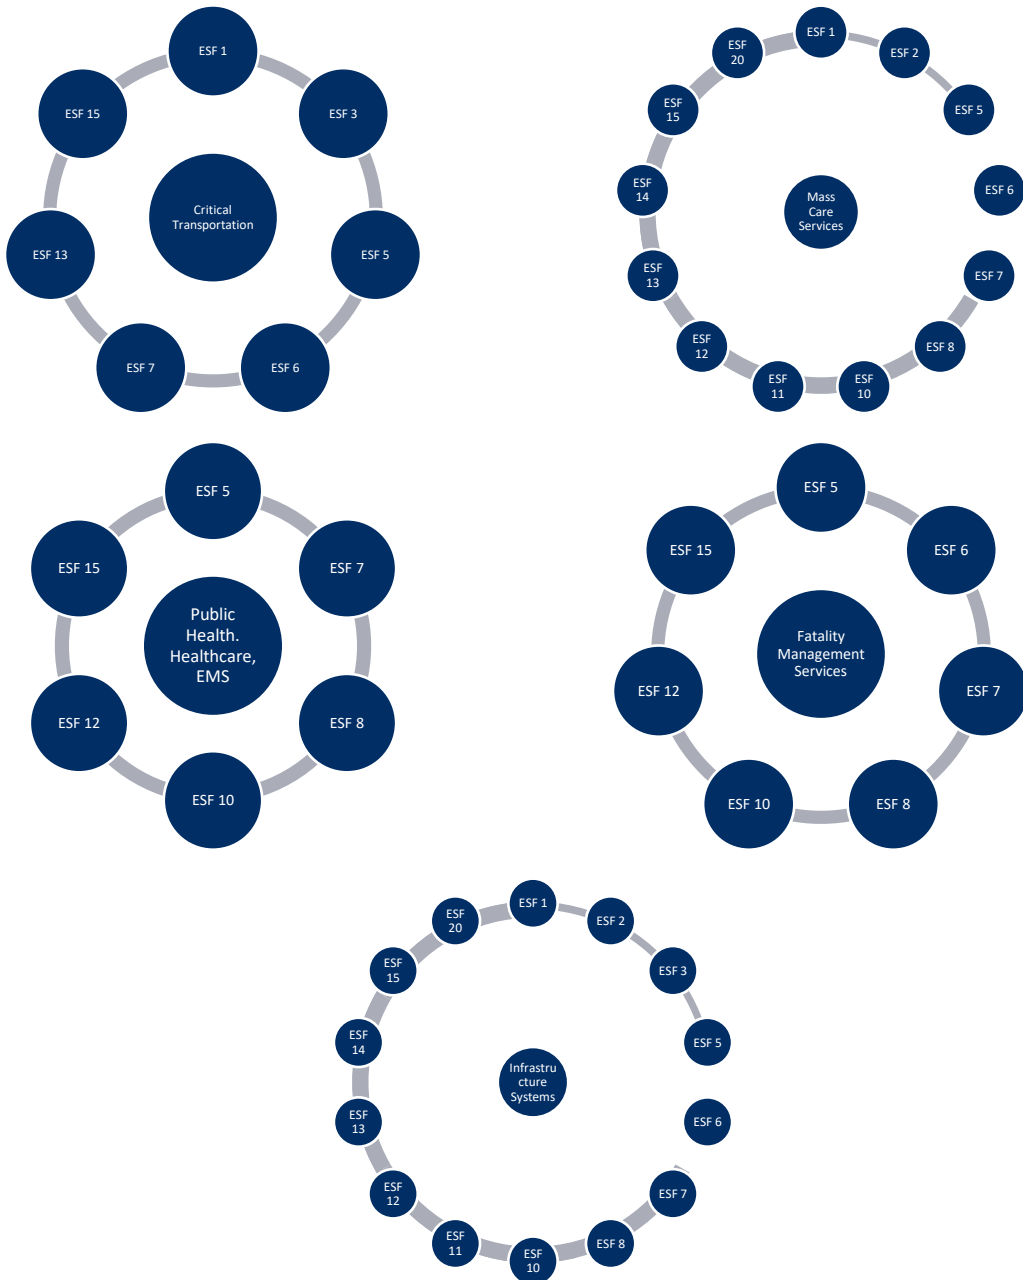 ESF 1
ESF 3
ESF 5
ESF 6
ESF 7
ESF 13
ESF 15
Critical
Transportation
ESF 1
ESF 2
ESF 5
ESF 6
ESF 7
ESF 8
ESF
10
ESF
11
ESF
12
ESF
13
ESF
14
ESF
15
ESF
20
Mass
Care
Services
ESF 5
ESF 7
ESF 8
ESF 10
ESF 12
ESF 15
Public
Health.
Healthcare,
EMS
ESF 5
ESF 6
ESF 7
ESF 8
ESF 10
ESF 12
ESF 15
Fatality
Management
Services
ESF 1
ESF 2
ESF 3
ESF 5
ESF 6
ESF 7
ESF 8
ESF
10
ESF
11
ESF
12
ESF
13
ESF
14
ESF
15
ESF
20
Infrastru
cture
Systems